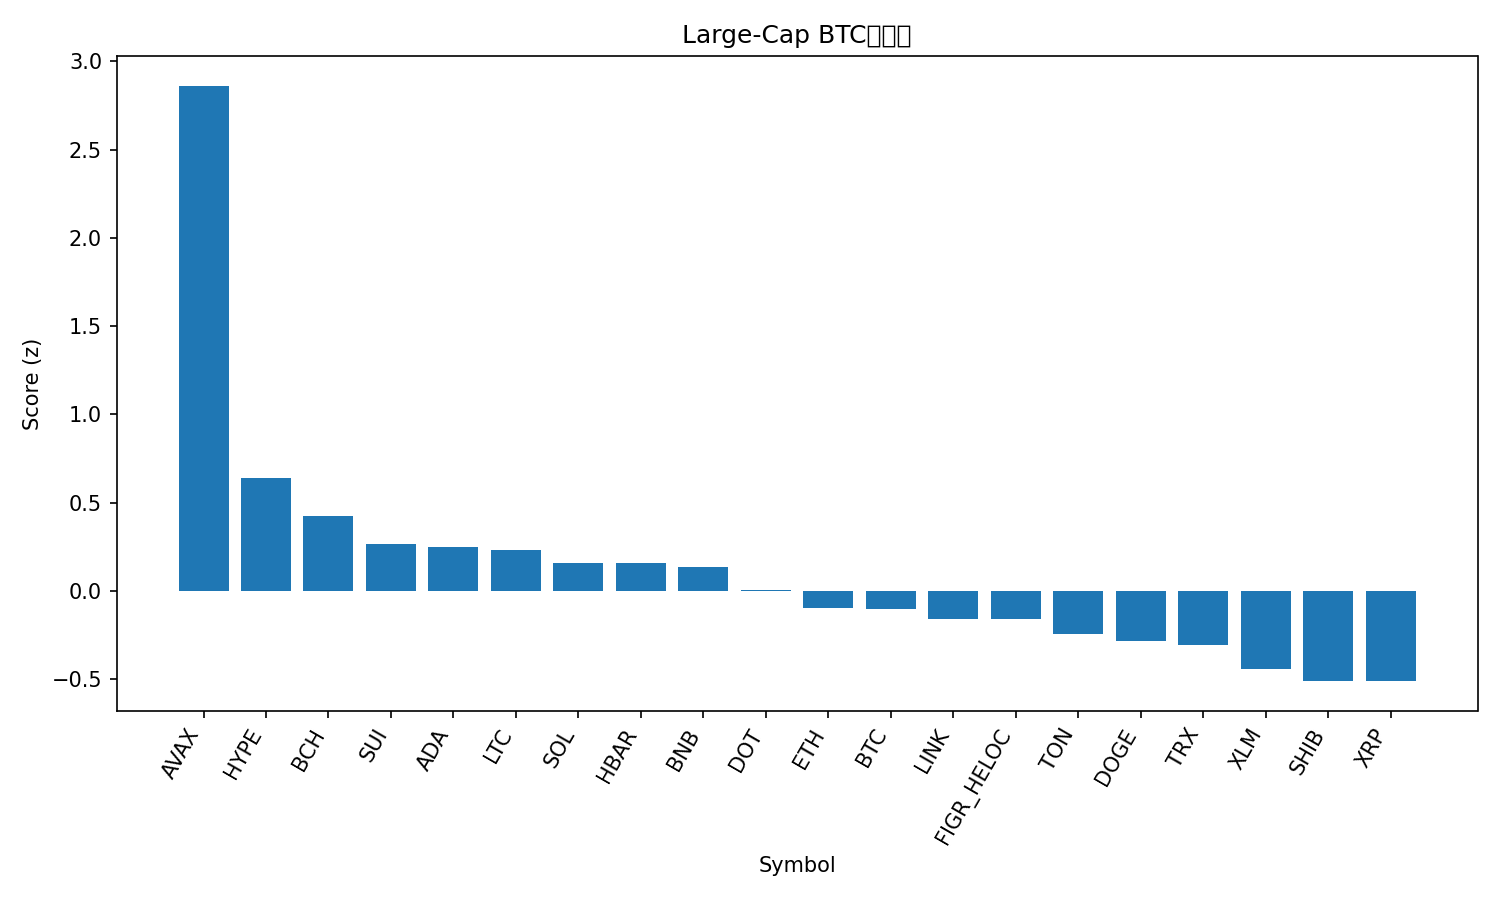 Large-Cap BTC
Score (z)
3.0
2.5
2.0
1.5
1.0
0.5
0.0
−0.5
AVAX
HYPE
BCH
SUI
ADA
LTC
SOL
HBAR
BNB
DOT
ETH
BTC
LINK
FIGR_HELOC
TON
DOGE
TRX
XLM
SHIB
XRP
Symbol